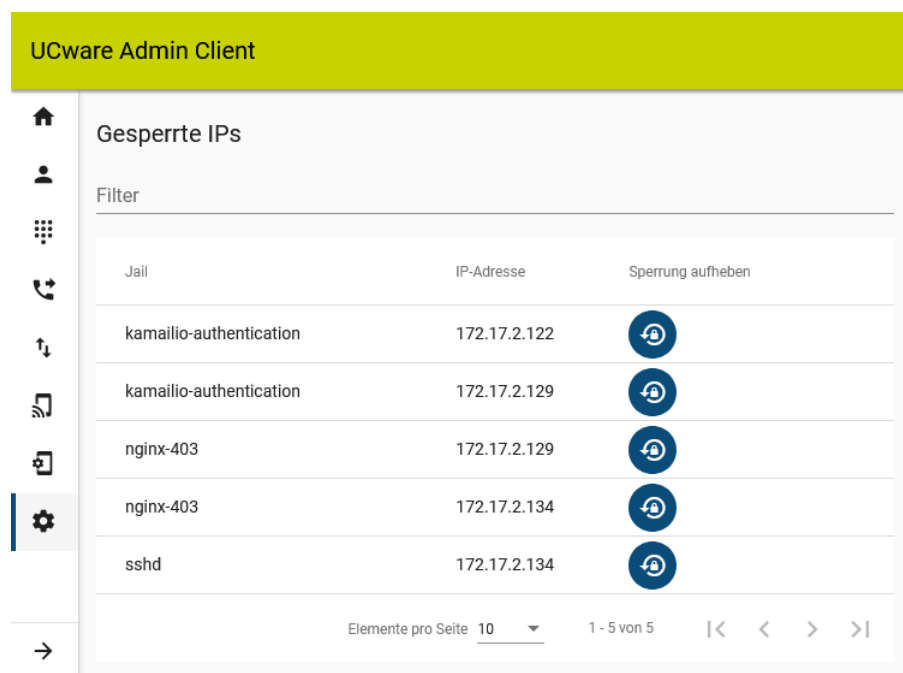 UCware Admin Client
Gesperrte IPs
Filter
Jail IP-Adresse Sperrung aufheben
kamailio-authentication 172.17.2.122
kamailio-authentication 172.17.2.129
nginx-403 172.17.2.129
nginx-403 172.17.2.134
sshd 172.17.2.134
Elemente pro Seite 10 1 - 5 von 5